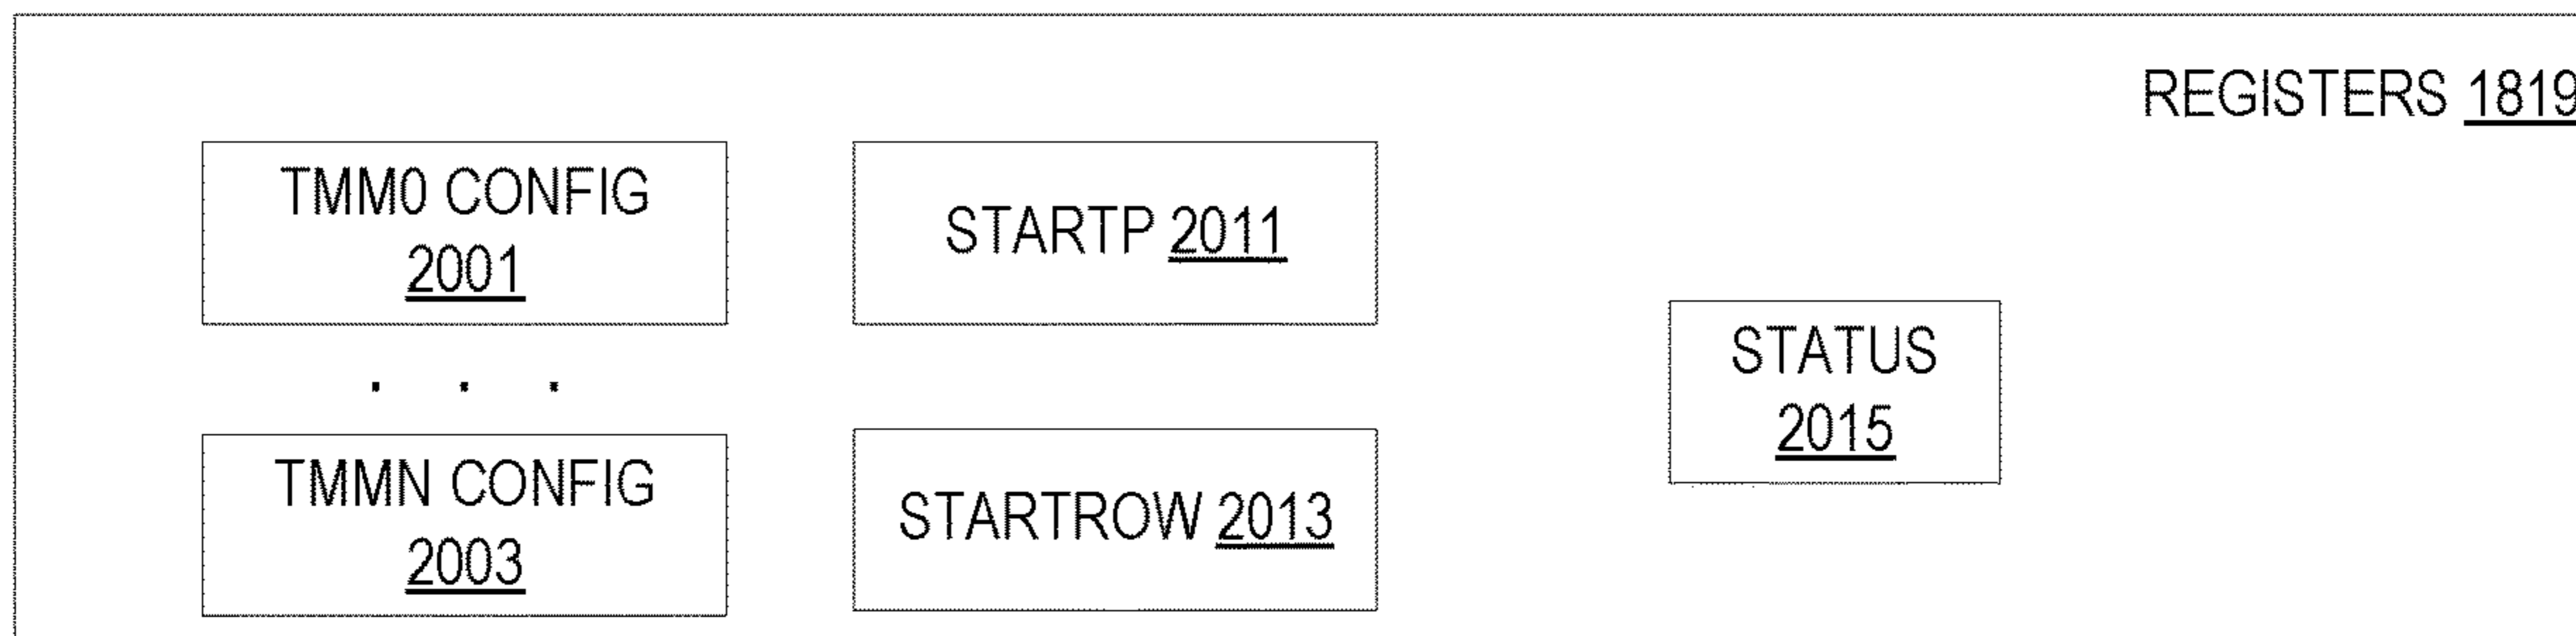 REGISTERS 1819
TMM0 CONFIG
2001
STARTP 2011
. . .
STATUS
2015
TMMN CONFIG
2003
STARTROW 2013